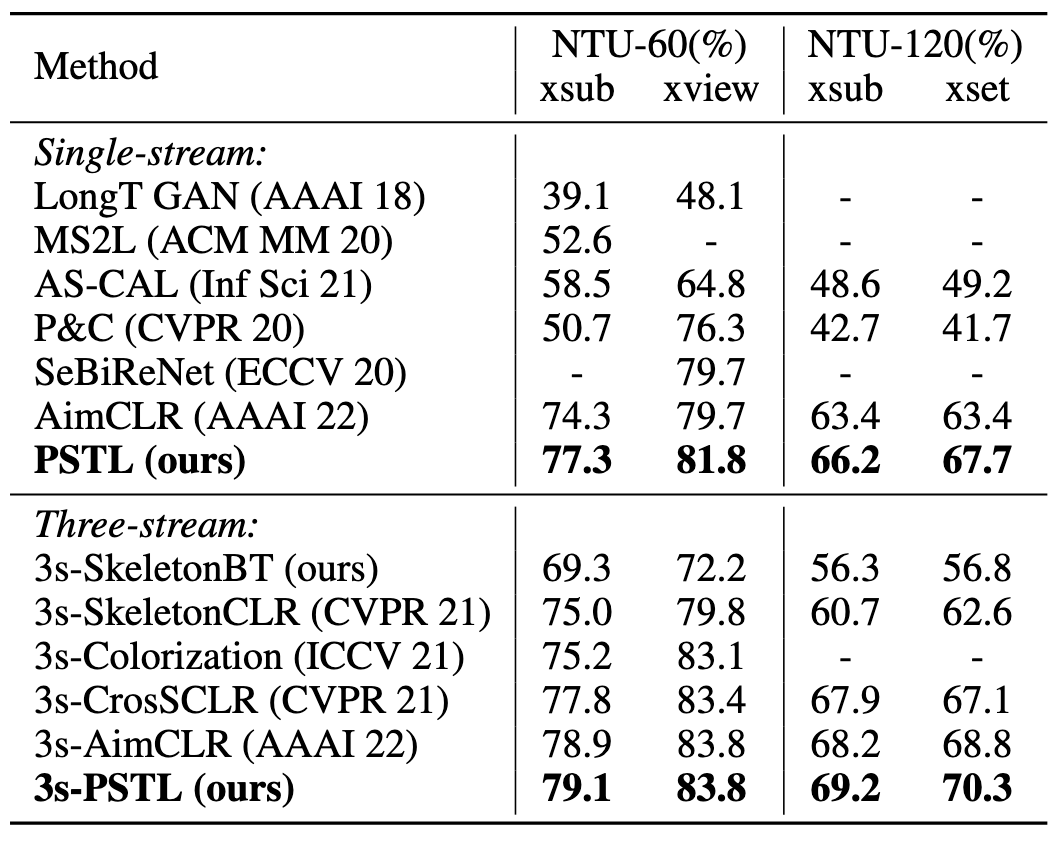 Method NTU-60(%) NTU-120(%)
xsub xview xsub xset
Single-stream:
LongT GAN (AAAI 18) 39.1 48.1 - -
MS2L (ACM MM 20) 52.6 - - -
AS-CAL (Inf Sci 21) 58.5 64.8 48.6 49.2
P&C (CVPR 20) 50.7 76.3 42.7 41.7
SeBiReNet (ECCV 20) - 79.7 - -
AimCLR (AAAI 22) 74.3 79.7 63.4 63.4
PSTL (ours) 77.3 81.8 66.2 67.7
Three-stream:
3s-SkeletonBT (ours) 69.3 72.2 56.3 56.8
3s-SkeletonCLR (CVPR 21) 75.0 79.8 60.7 62.6
3s-Colorization (ICCV 21) 75.2 83.1 - -
3s-CrosSCLR (CVPR 21) 77.8 83.4 67.9 67.1
3s-AimCLR (AAAI 22) 78.9 83.8 68.2 68.8
3s-PSTL (ours) 79.1 83.8 69.2 70.3